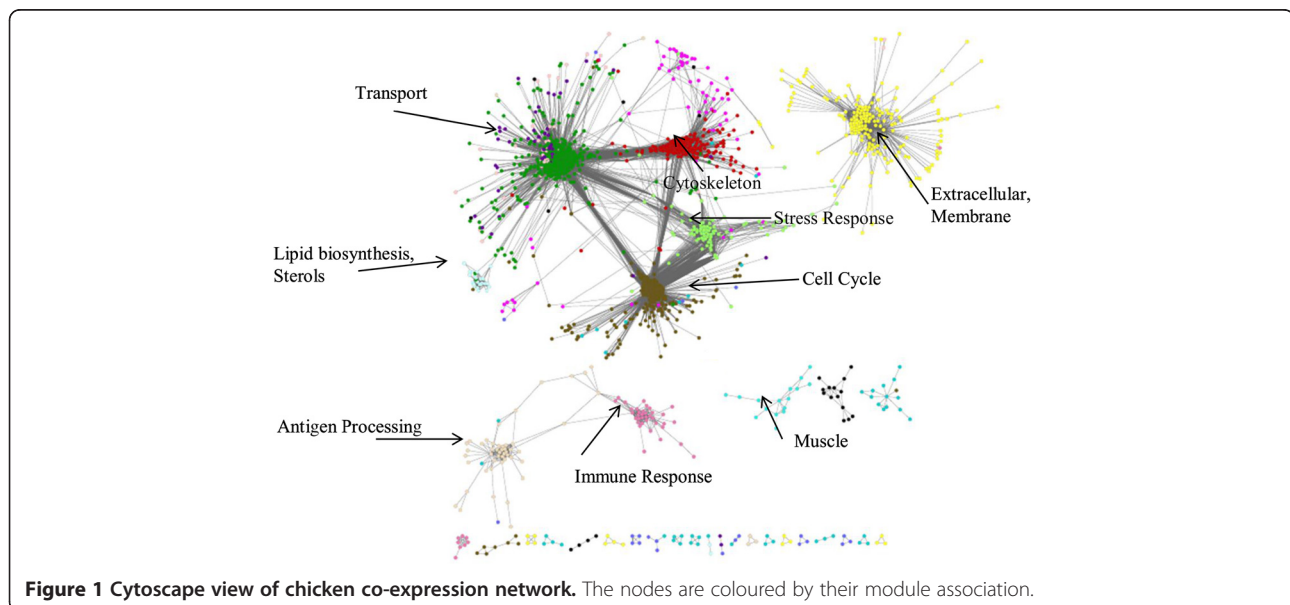 Transport
Cytoskeleton
Extracellular,
Membrane
Stress Response
Lipid biosynthesis,
Sterols
Cell Cycle
Antigen Processing
Immune Response
Muscle
Figure 1 Cytoscape view of chicken co-expression network. The nodes are coloured by their module association.